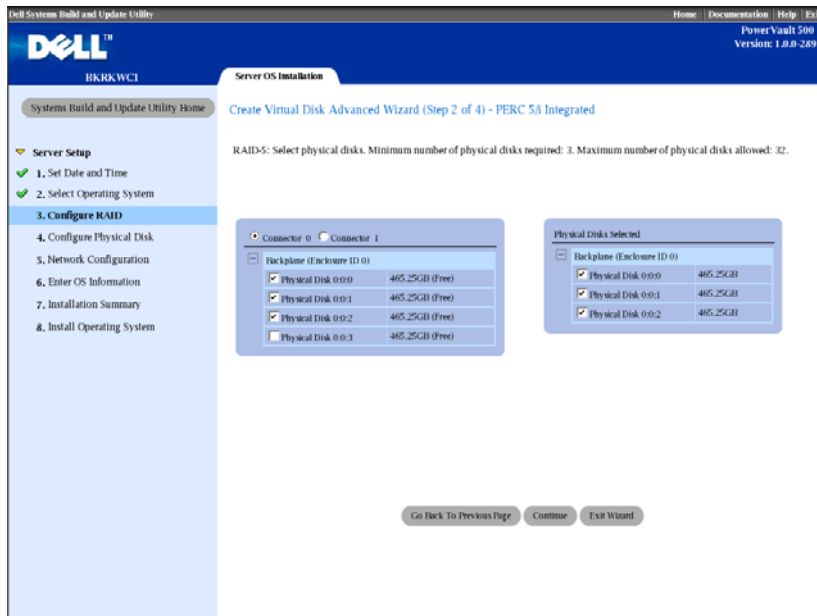 Dell Systems Build and Update Utility
Home Documentation Help
DELL™
PowerVault 500
Version: 1.0.0-289
BKRKWC1
Server OS Installation
Systems Build and Update Utility Home
Create Virtual Disk Advanced Wizard (Step 2 of 4) - PERC 5/i Integrated
Server Setup
1. Set Date and Time
2. Select Operating System
3. Configure RAID
4. Configure Physical Disk
5. Network Configuration
6. Enter OS Information
7. Installation Summary
8. Install Operating System
RAID-5: Select physical disks. Minimum number of physical disks required: 3. Maximum number of physical disks allowed: 32.
Connector 0 Connector 1
Backplane (Enclosure ID 0)
Physical Disk 0:0:0 465.25GB (Free)
Physical Disk 0:0:1 465.25GB (Free)
Physical Disk 0:0:2 465.25GB (Free)
Physical Disk 0:0:3 465.25GB (Free)
Physical Disks Selected
Backplane (Enclosure ID 0)
Physical Disk 0:0:0 465.25GB
Physical Disk 0:0:1 465.25GB
Physical Disk 0:0:2 465.25GB
Go Back To Previous Page Continue Exit Wizard